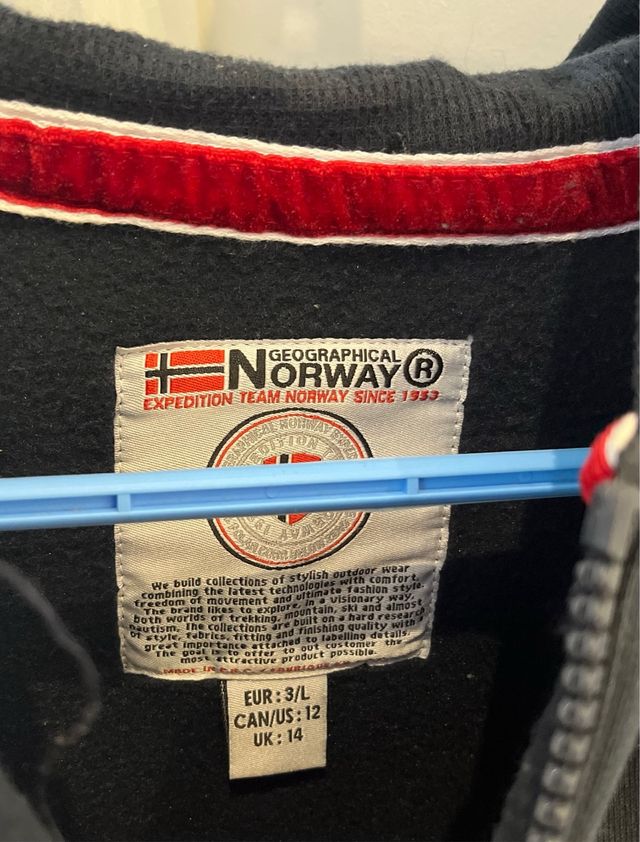 GEOGRAPHICAL
NORWAY ®
EXPEDITION TEAM NORWAY SINCE 1953
We build collections of stylish outdoor wear
combining the latest technologies with comfort,
freedom of movement and ultimate fashion style.
The brand likes to explore, in a visionary way,
both worlds of trekking, mountain, ski and almost
nautism. The collections are built on a hard research
of style, fabrics, fitting and finishing quality with
great importance attached to labelling details.
The goal is to offer to out customer the
most attractive product possible.
MADE IN
EUR : 3/L
CAN/US : 12
UK : 14